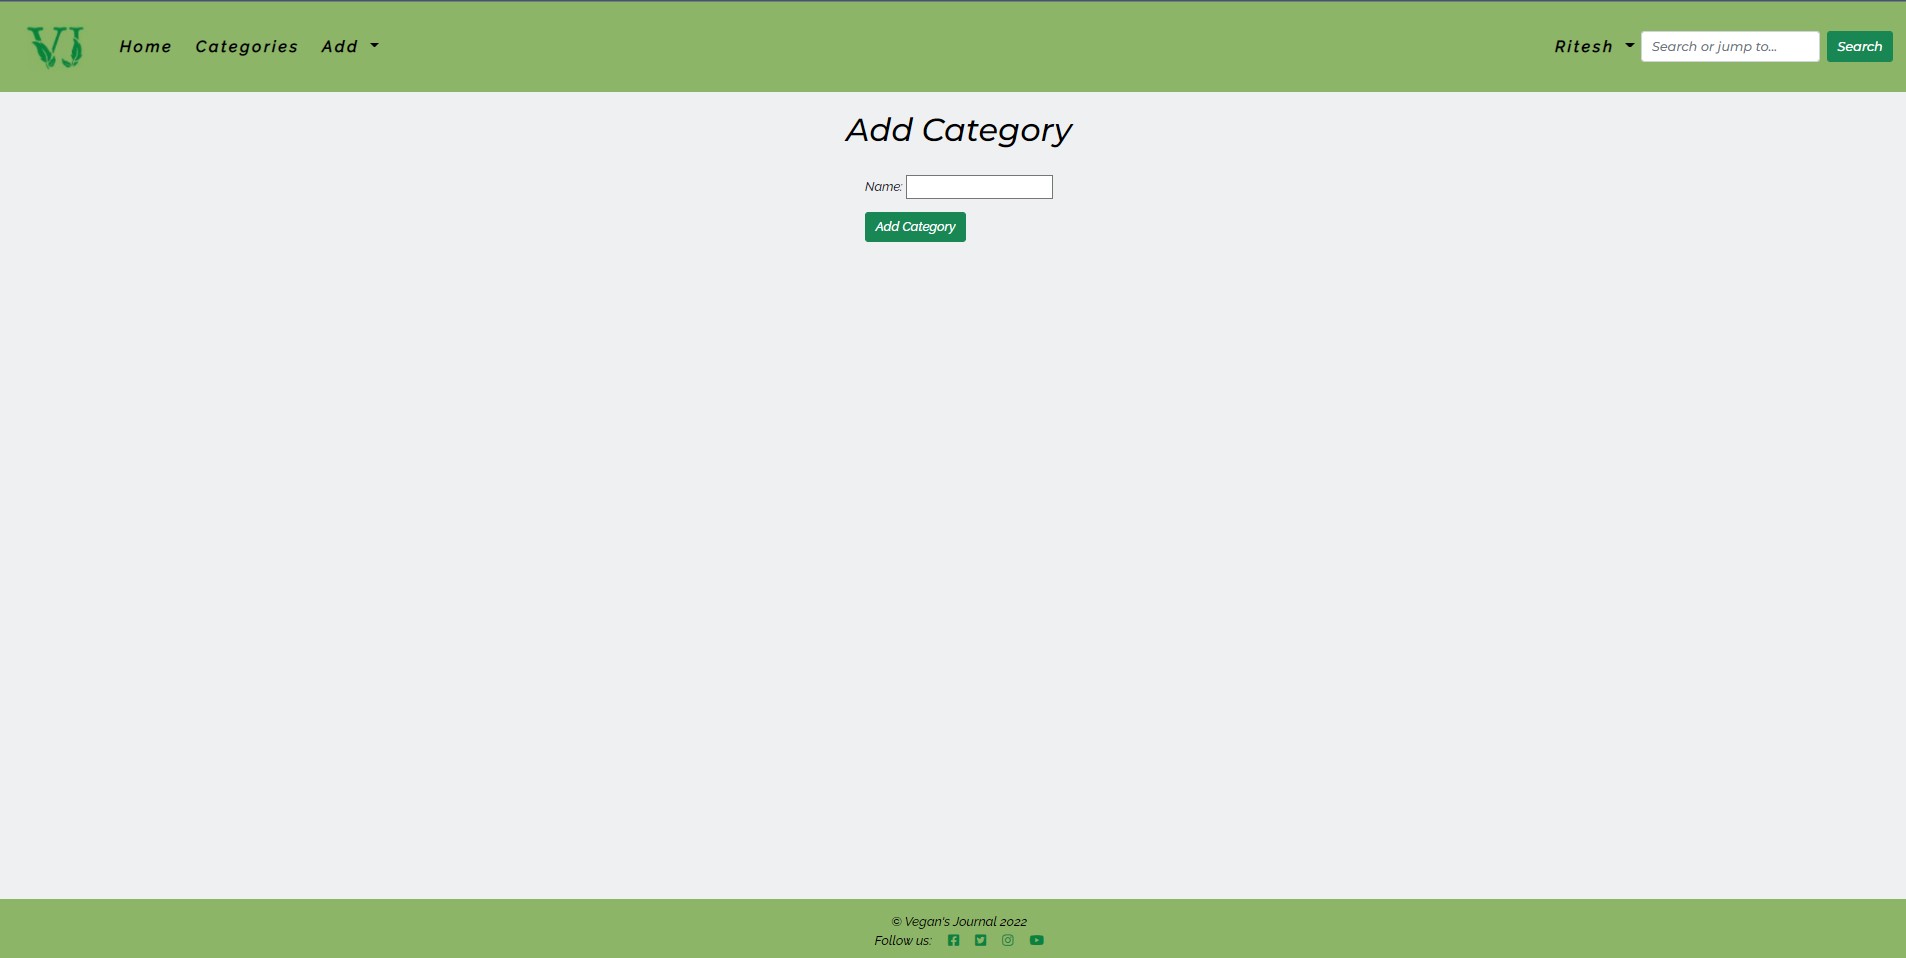 VJ Home Categories Add Ritesh Search or jump to... Search
Add Category
Name:
Add Category
© Vegan's Journal 2022
Follow us: